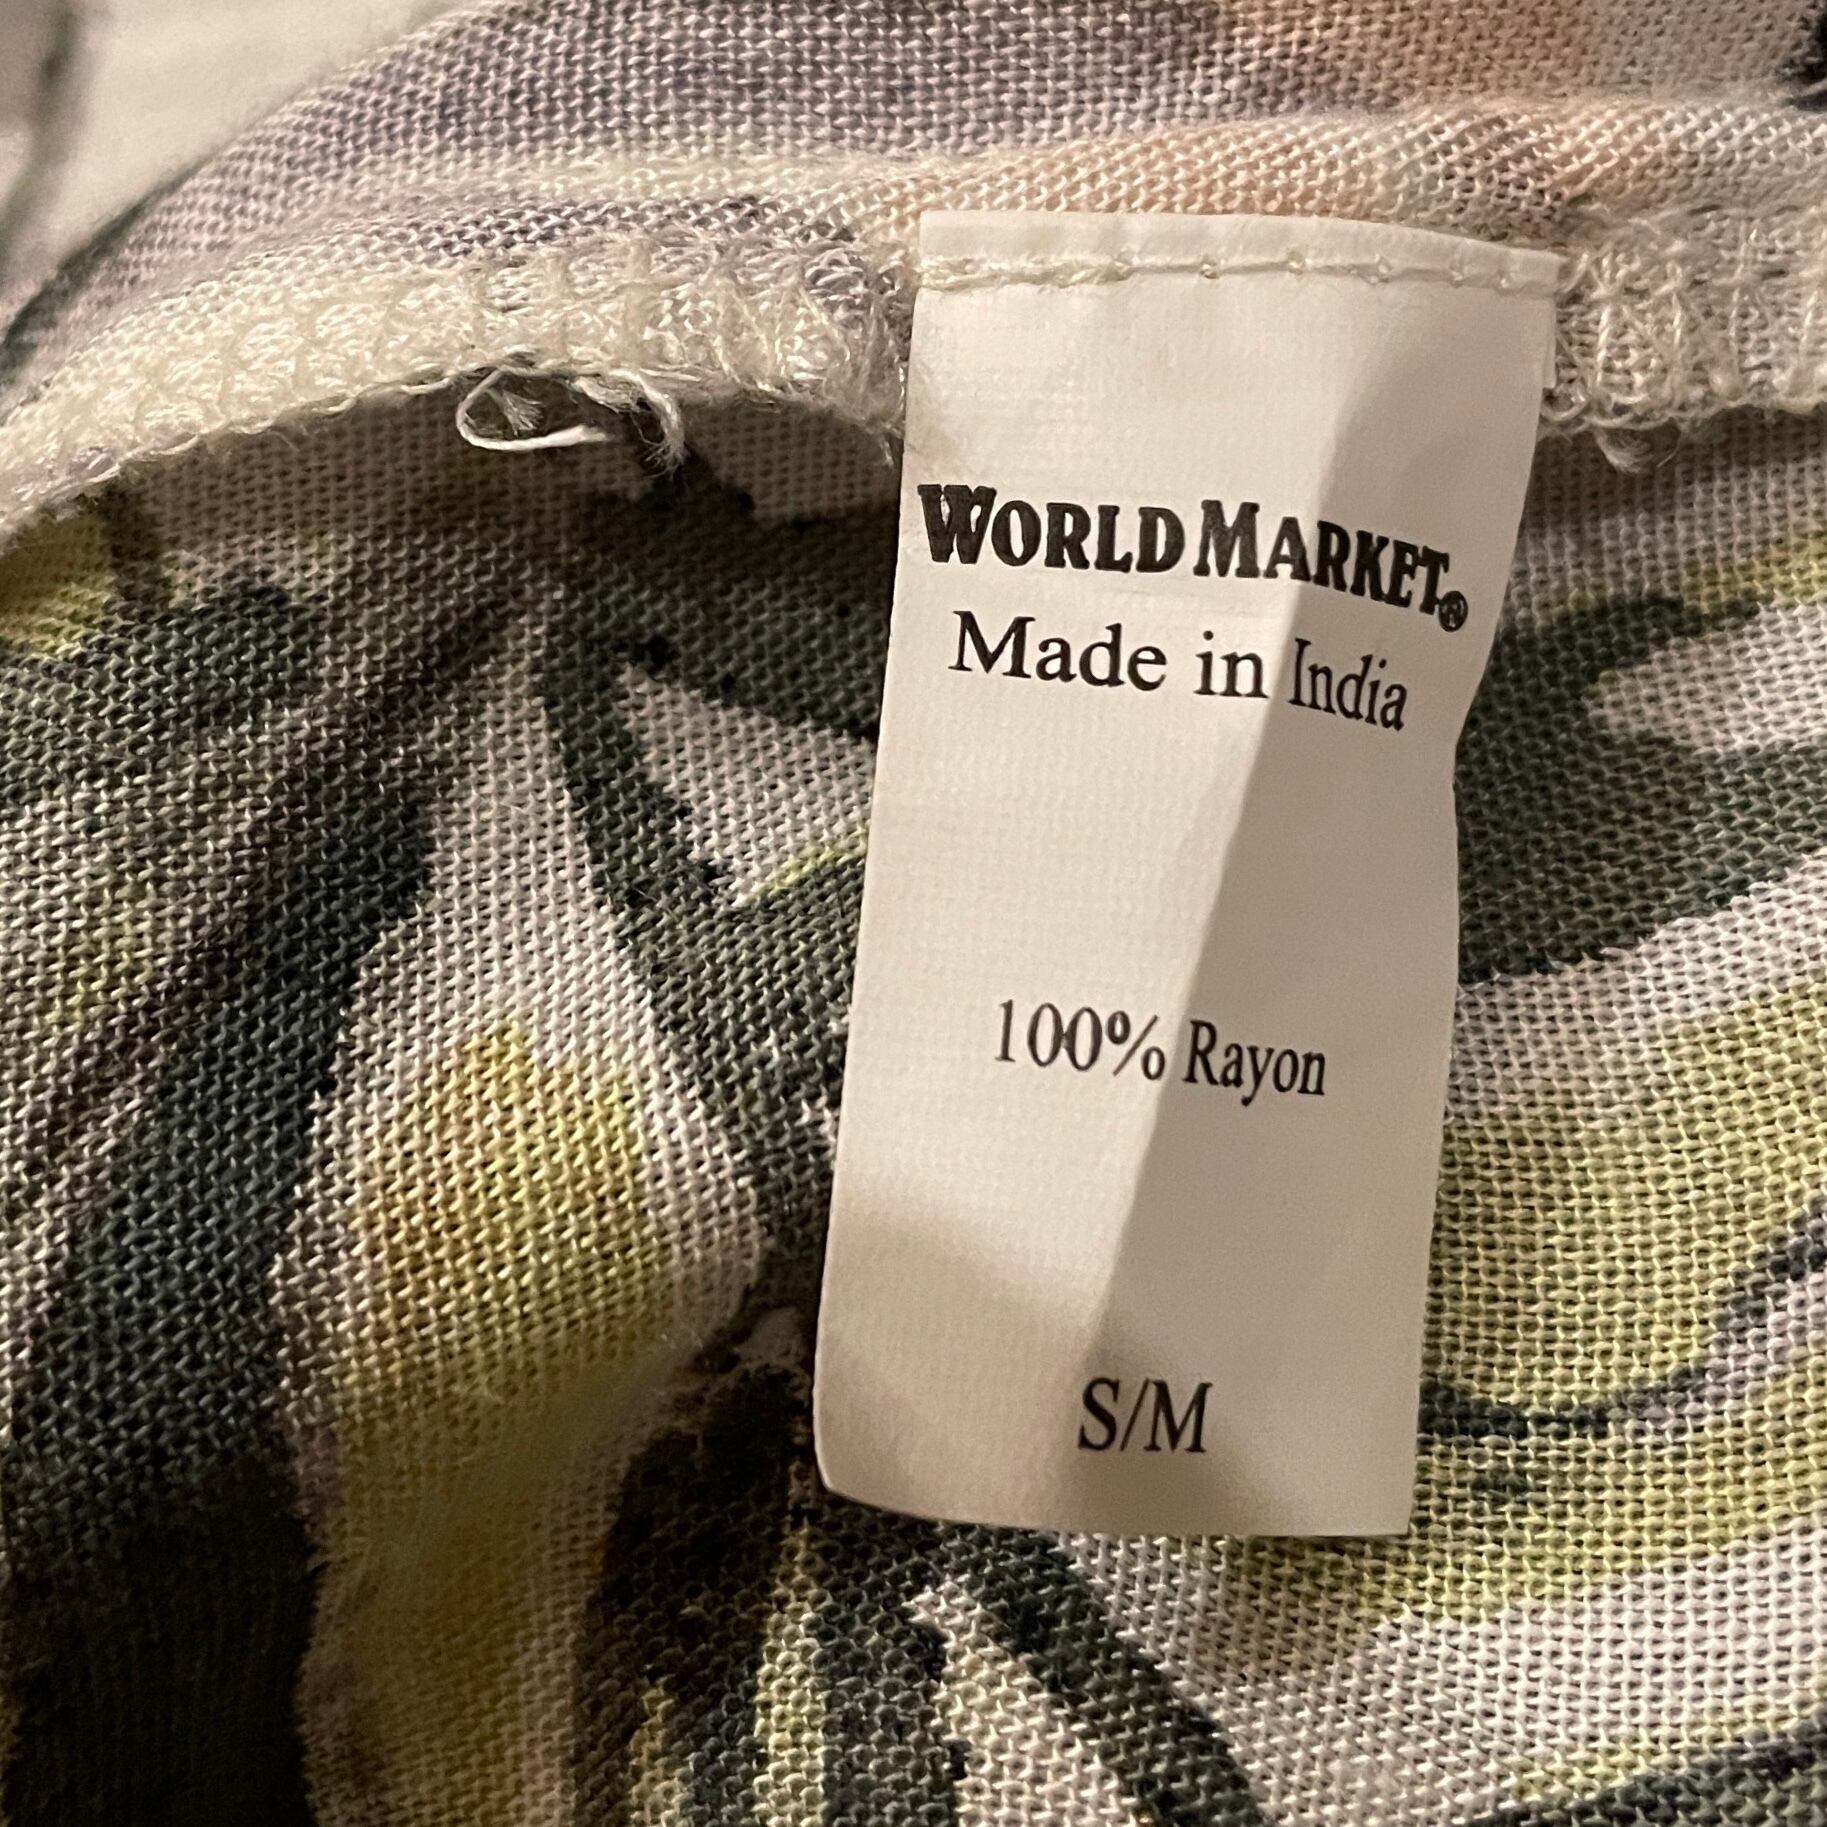 WORLD MARKET®
Made in India
100% Rayon
S/M